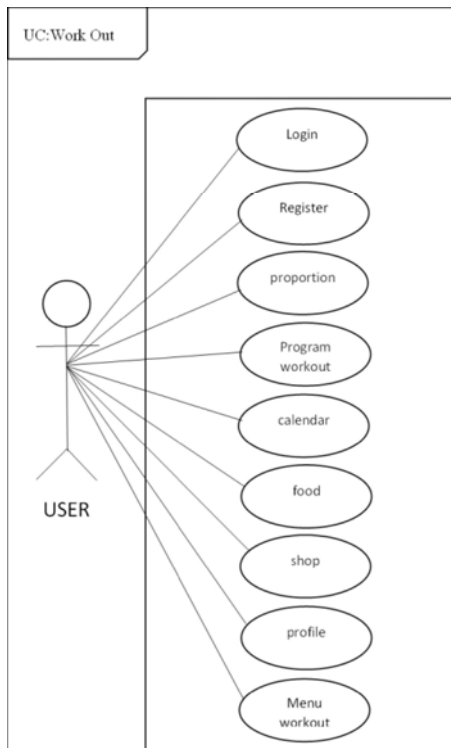 UC:Work Out
Login
Register
proportion
Program
workout
calendar
food
USER
shop
profile
Menu
workout